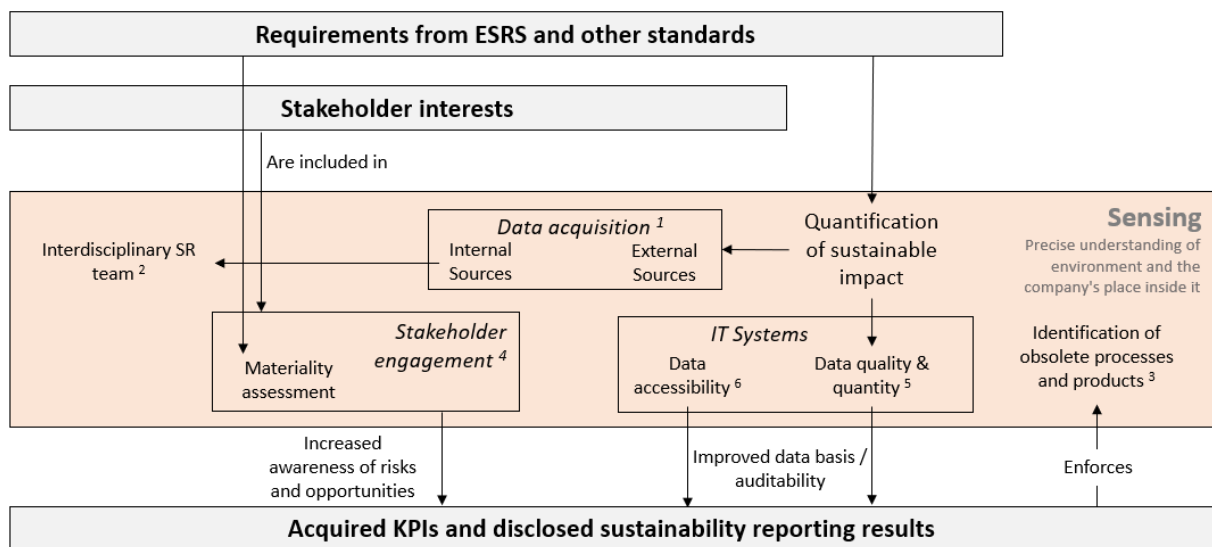 Requirements from ESRS and other standards
Stakeholder interests
Are included in
Sensing
Precise understanding of
environment and the
company's place inside it
Interdisciplinary SR
team 2
Data acquisition 1
Internal
Sources
External
Sources
Quantification
of sustainable
impact
Stakeholder
engagement 4
Materiality
assessment
IT Systems
Data
accessibility 6
Data quality &
quantity 5
Identification of
obsolete processes
and products 3
Increased
awareness of risks
and opportunities
Improved data basis /
auditability
Enforces
Acquired KPIs and disclosed sustainability reporting results